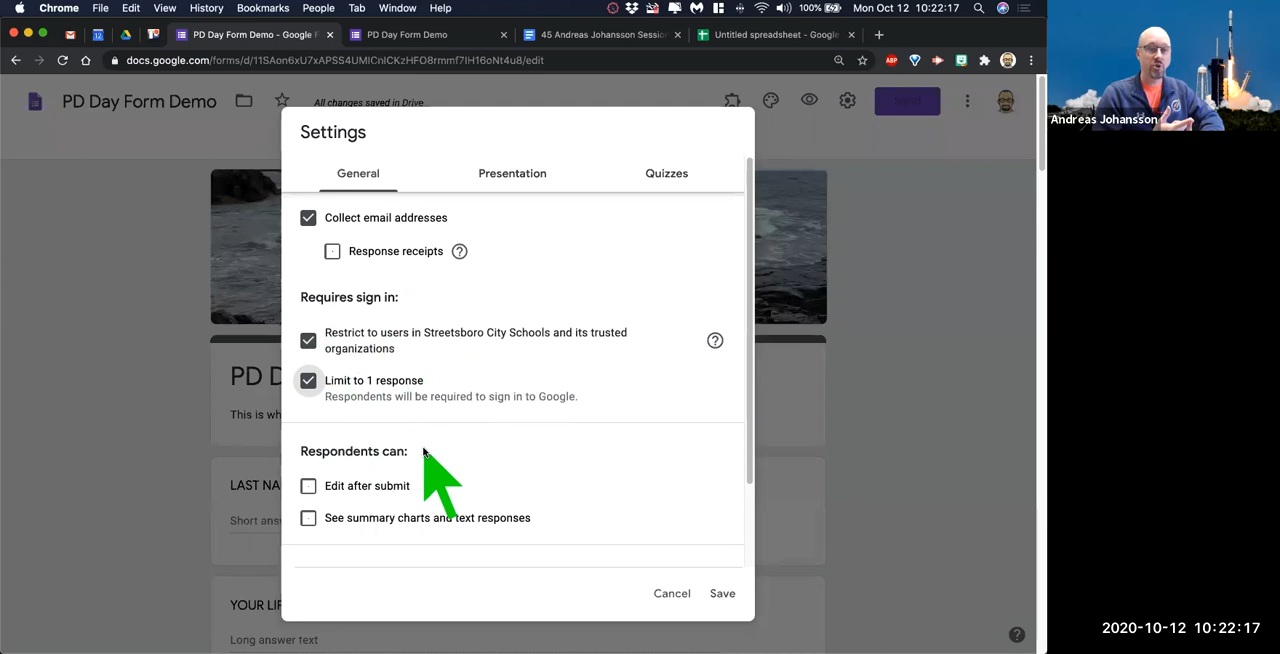 Chrome File Edit View History Bookmarks People Tab Window Help 100% Mon Oct 12 10:22:17
PD Day Form Demo - Google F PD Day Form Demo 45 Andreas Johansson Sessio Untitled spreadsheet - Google
docs.google.com/forms/d/11SAon6xU7xAPSS4UMICnICKzHFO8rmmf7IH16oNt4u8/edit
PD Day Form Demo All changes saved in Drive
Andreas Johansson
Settings
General Presentation Quizzes
Collect email addresses
Response receipts
Requires sign in:
Restrict to users in Streetsboro City Schools and its trusted
organizations
Limit to 1 response
Respondents will be required to sign in to Google.
Respondents can:
Edit after submit
See summary charts and text responses
Cancel Save
PD D
This is wh
LAST NA
Short answ
YOUR LIF
Long answer text
2020-10-12 10:22:17